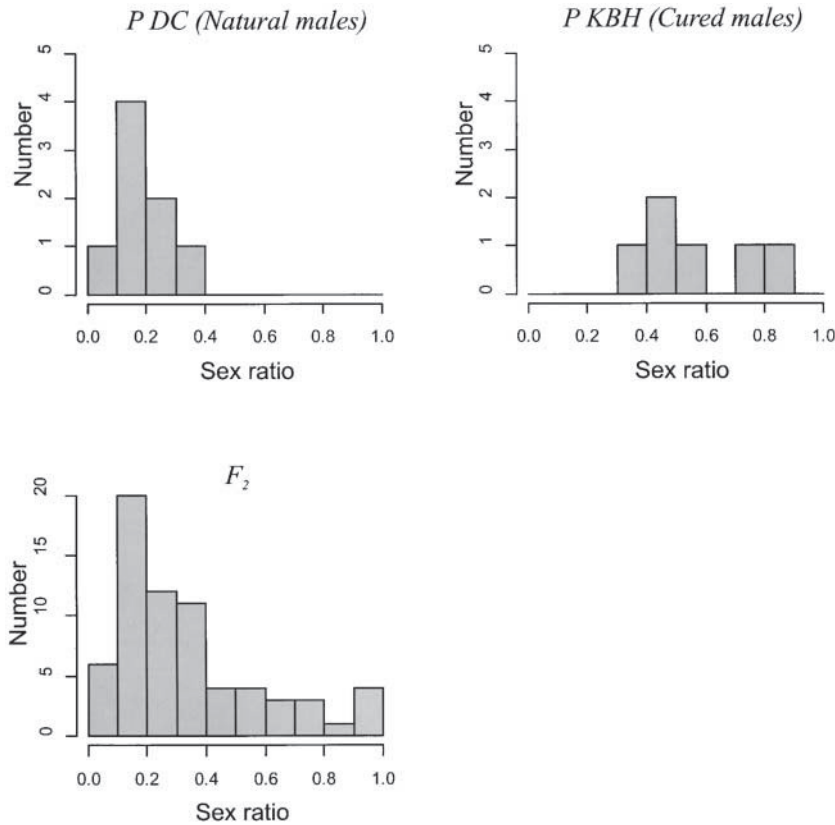 P DC (Natural males)
Number
0 1 2 3 4 5
0.0 0.2 0.4 0.6 0.8 1.0
Sex ratio
P KBH (Cured males)
Number
0 1 2 3 4 5
0.0 0.2 0.4 0.6 0.8 1.0
Sex ratio
F2
Number
0 5 10 15 20
0.0 0.2 0.4 0.6 0.8 1.0
Sex ratio